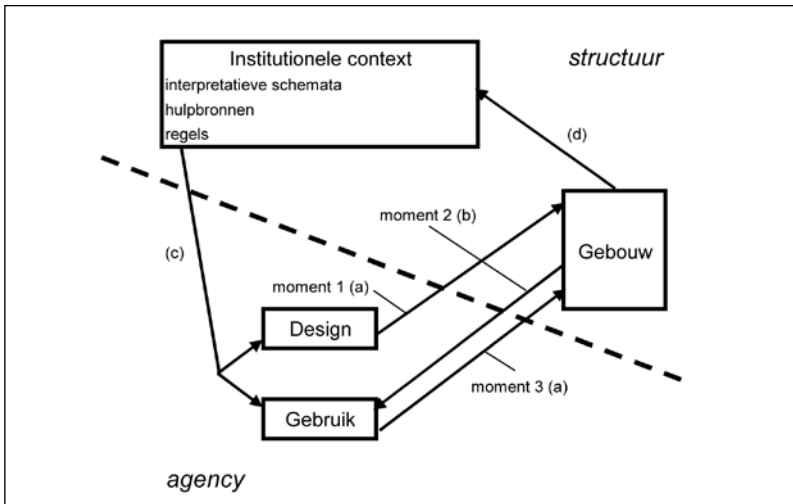 Institutionele context
structuur
interpretatieve schemata
hulpbronnen
regels
(d)
moment 2 (b)
(c)
Gebouw
moment 1 (a)
Design
moment 3 (a)
Gebruik
agency